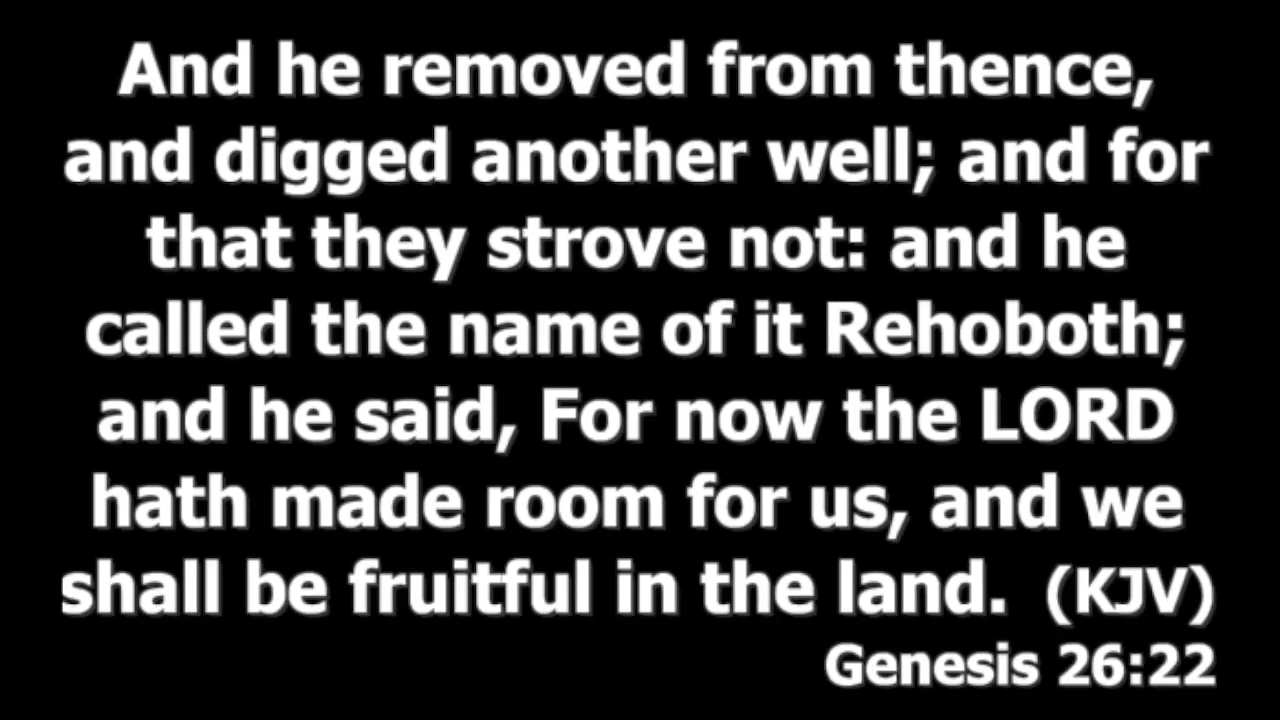 And he removed from thence,
and digged another well; and for
that they strove not: and he
called the name of it Rehoboth;
and he said, For now the LORD
hath made room for us, and we
shall be fruitful in the land. (KJV)
Genesis 26:22